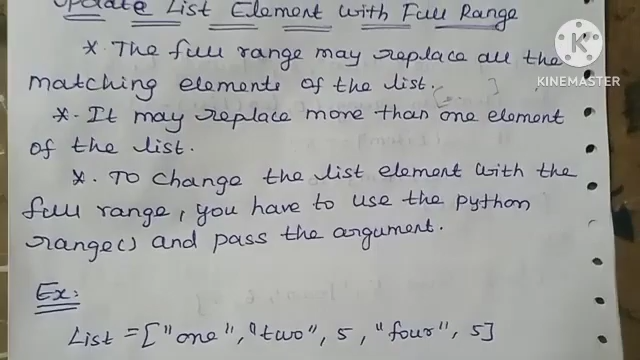 Update List Element with Full Range
*. The full range may replace all the
matching elements of the list.
*. It may replace more than one element
of the list.
*. To change the list element with the
full range, you have to use the python
range() and pass the argument.
Ex:
List = ["one", "two", 5, "four", 5]
KINEMASTER